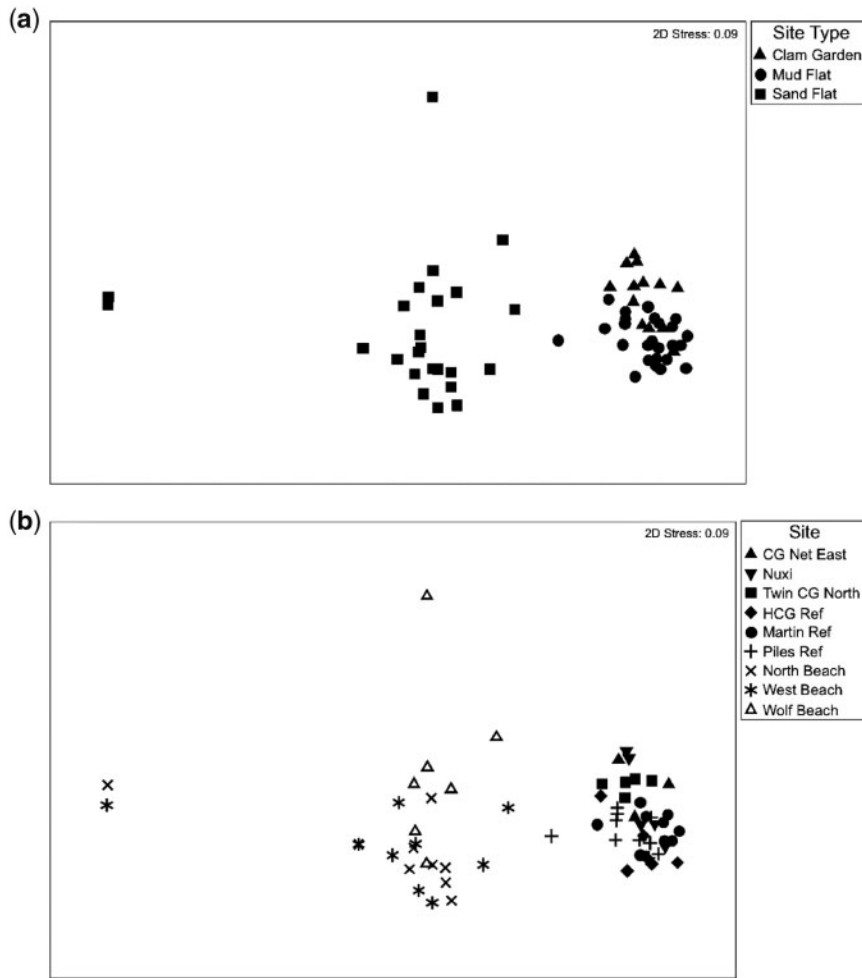 (a)
2D Stress: 0.09
Site Type
Clam Garden
Mud Flat
Sand Flat
(b)
2D Stress: 0.09
Site
CG Net East
Nuxi
Twin CG North
HCG Ref
Martin Ref
Piles Ref
North Beach
West Beach
Wolf Beach